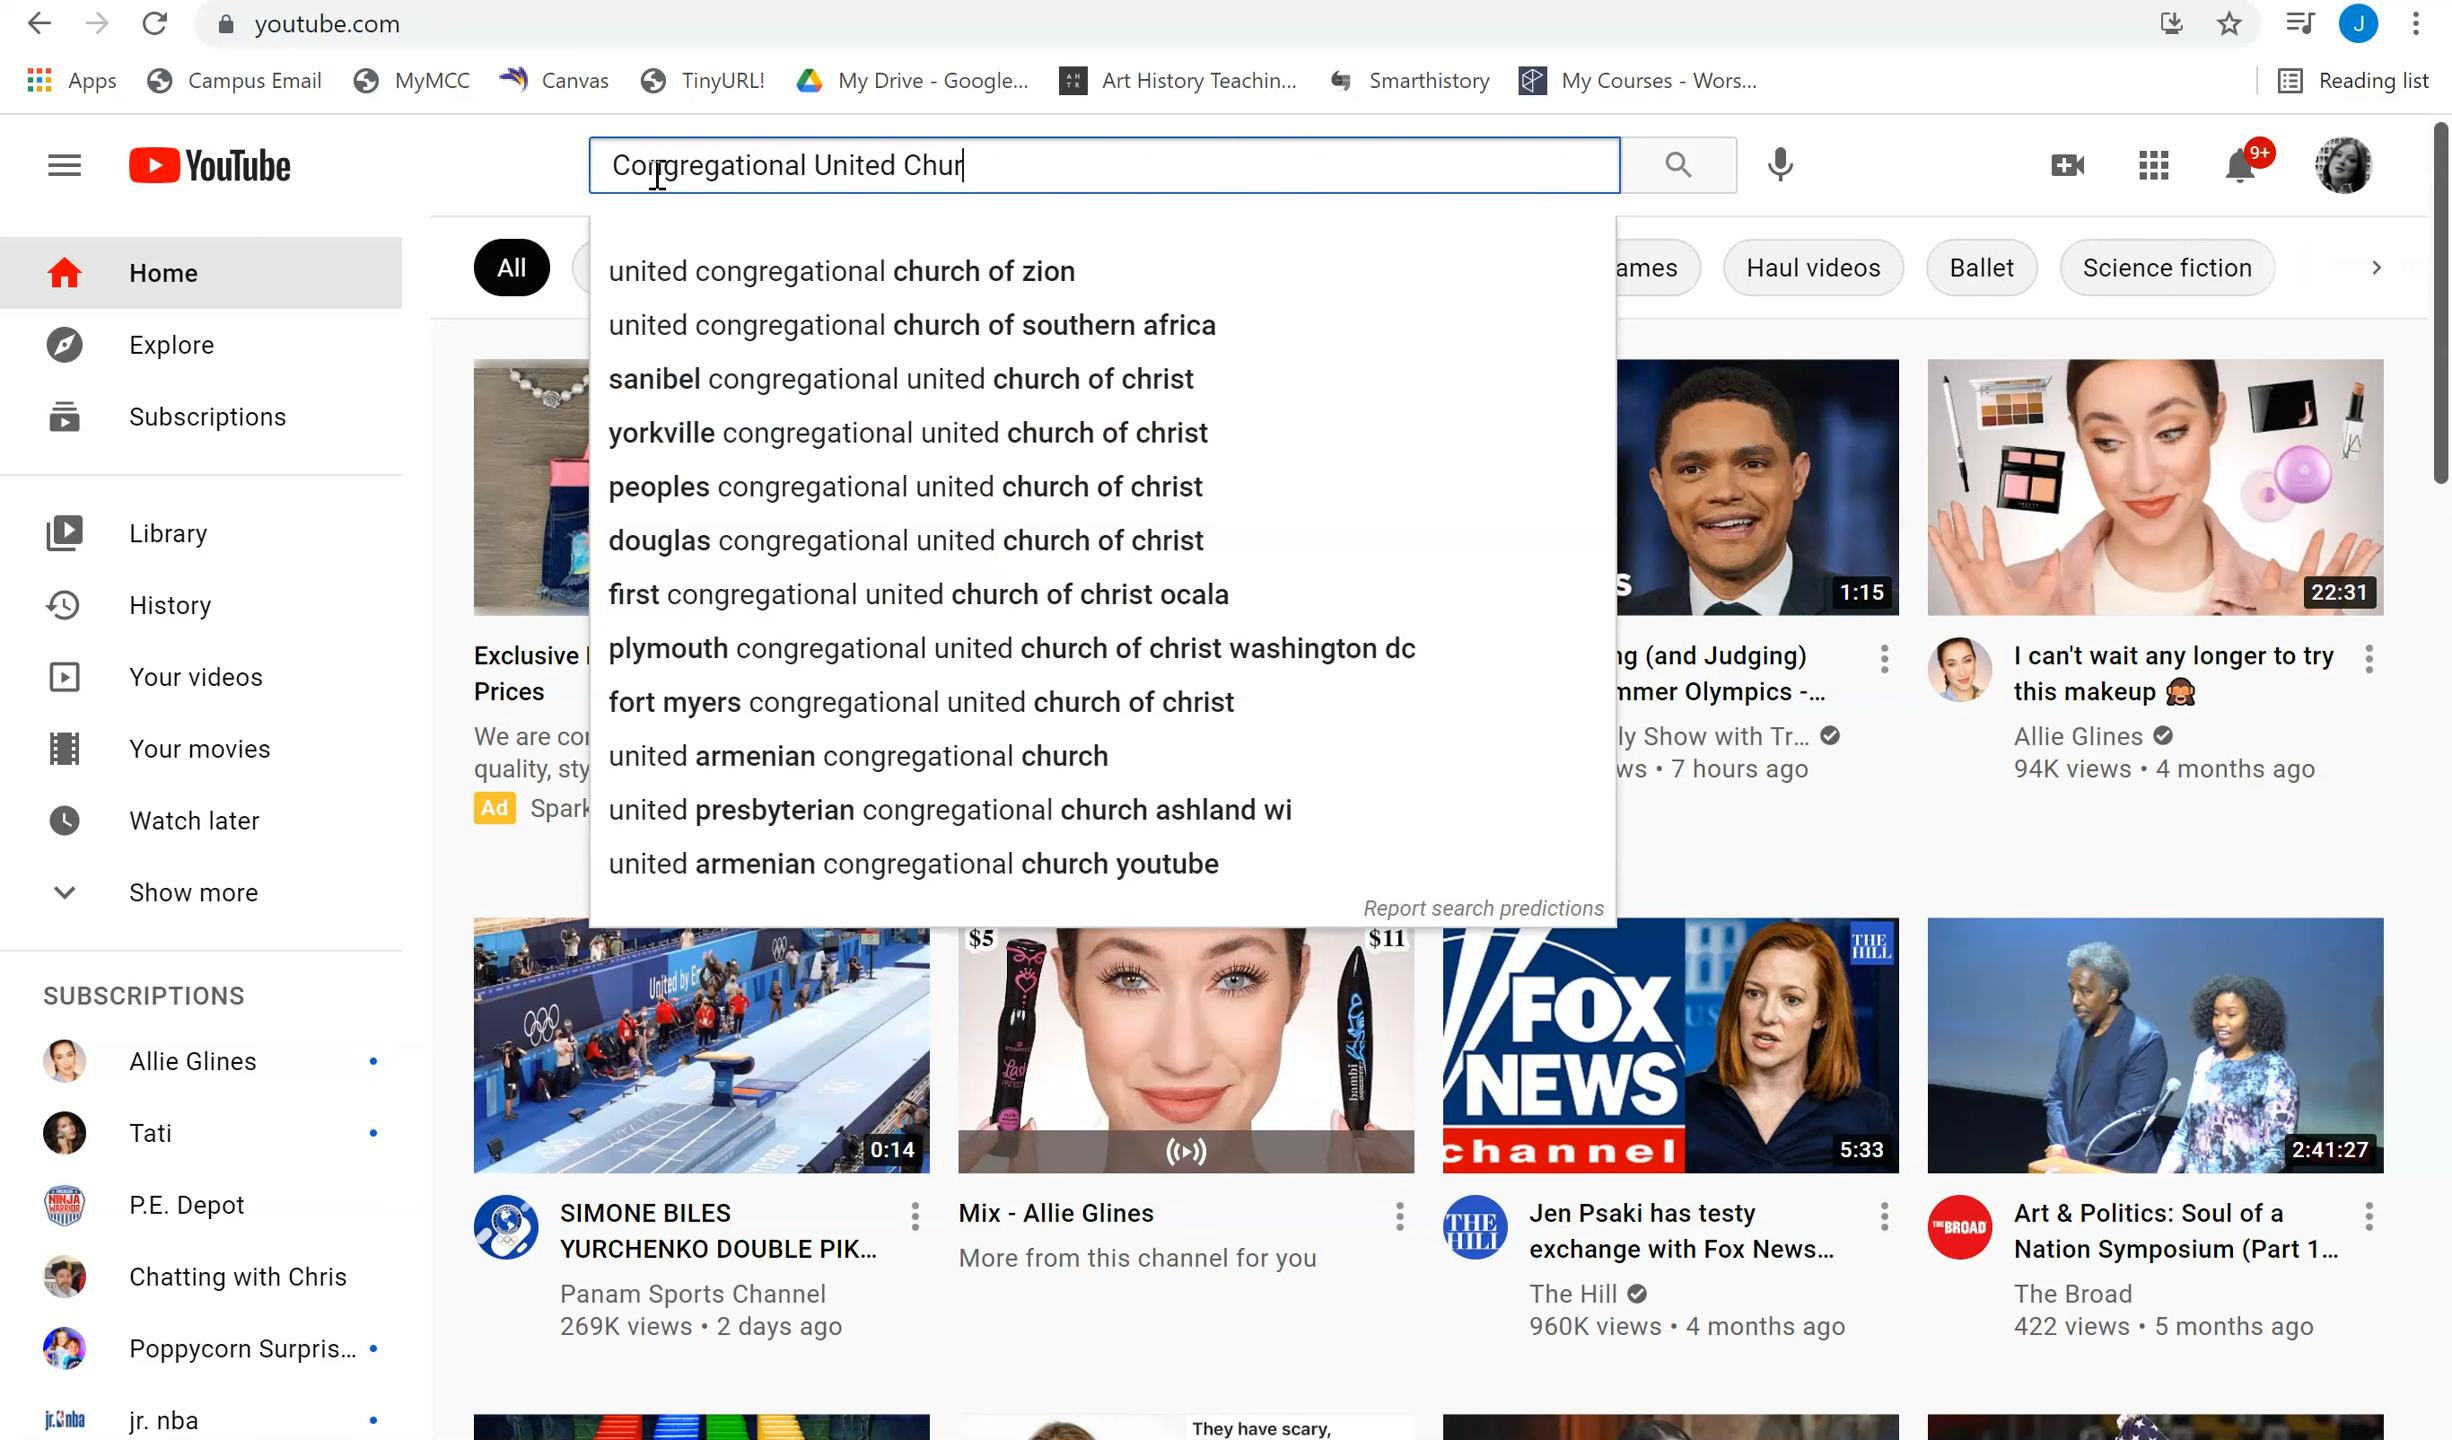 youtube.com
J
Apps
Campus Email
MyMCC
Canvas
TinyURL!
My Drive - Google...
AH
TR
Art History Teachin...
Smarthistory
My Courses - Wors...
Reading list
YouTube
Congregational United Chur
9+
Home
Explore
Subscriptions
Library
History
Your videos
Your movies
Watch later
Show more
SUBSCRIPTIONS
Allie Glines
Tati
P.E. Depot
Chatting with Chris
Poppycorn Surpris...
jr. nba
All
ames
Haul videos
Ballet
Science fiction
united congregational church of zion
united congregational church of southern africa
sanibel congregational united church of christ
yorkville congregational united church of christ
peoples congregational united church of christ
douglas congregational united church of christ
first congregational united church of christ ocala
plymouth congregational united church of christ washington dc
fort myers congregational united church of christ
united armenian congregational church
united presbyterian congregational church ashland wi
united armenian congregational church youtube
Report search predictions
Exclusive
Prices
We are co
quality, sty
Ad Spark
S
1:15
ng (and Judging)
mmer Olympics -...
ly Show with Tr...
ws • 7 hours ago
22:31
I can't wait any longer to try
this makeup 🙈
Allie Glines
94K views • 4 months ago
United by
0:14
SIMONE BILES
YURCHENKO DOUBLE PIK...
Panam Sports Channel
269K views • 2 days ago
$5
$11
Mix - Allie Glines
More from this channel for you
THE
HILL
FOX
NEWS
channel
5:33
THE
HILL
Jen Psaki has testy
exchange with Fox News...
The Hill
960K views • 4 months ago
2:41:27
THE BROAD
Art & Politics: Soul of a
Nation Symposium (Part 1...
The Broad
422 views • 5 months ago
They have scary,